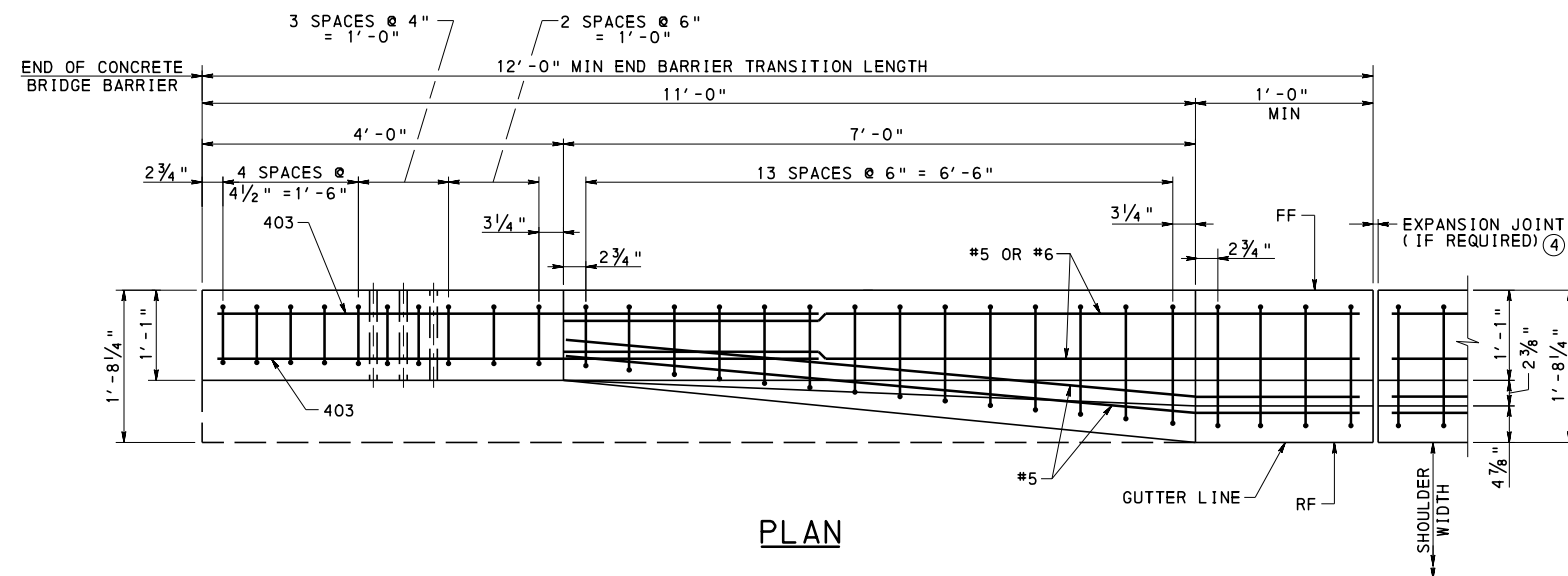 3 SPACES @ 4"
= 1'-0"
2 SPACES @ 6"
= 1'-0"
END OF CONCRETE
BRIDGE BARRIER
12'-0" MIN END BARRIER TRANSITION LENGTH
11'-0"
1'-0"
MIN
4'-0"
7'-0"
2¾"
4 SPACES @
4½" =1'-6"
13 SPACES @ 6" = 6'-6"
403
3¼"
2¾"
#5 OR #6
3¼"
FF
2¾"
EXPANSION JOINT
(IF REQUIRED) ④
1'-8¼"
1'-1"
403
#5
GUTTER LINE
RF
1'-1"
2⅜"
4⅞"
1'-8¼"
SHOULDER
WIDTH
PLAN